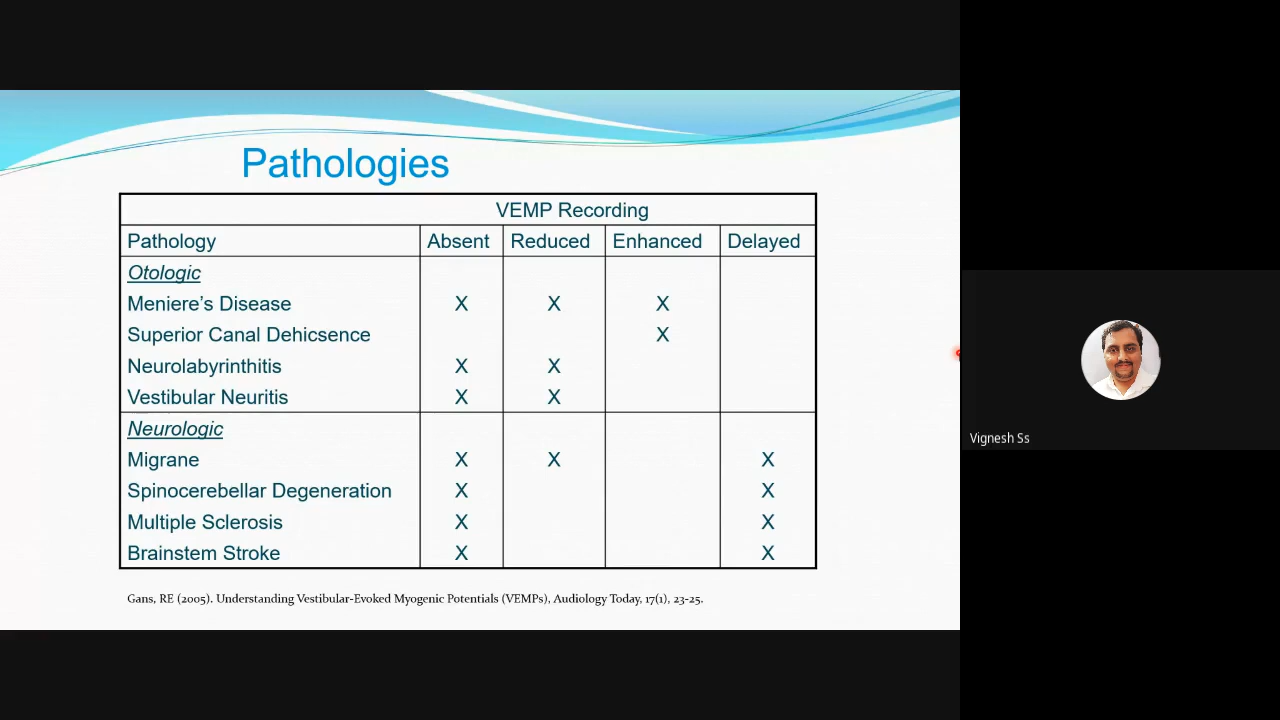 Pathologies
VEMP Recording
Pathology Absent Reduced Enhanced Delayed
Otologic
Meniere’s Disease X X X
Superior Canal Dehicsence X
Neurolabyrinthitis X X
Vestibular Neuritis X X
Neurologic
Migrane X X X
Spinocerebellar Degeneration X X
Multiple Sclerosis X X
Brainstem Stroke X X
Gans, RE (2005). Understanding Vestibular-Evoked Myogenic Potentials (VEMPs), Audiology Today, 17(1), 23-25.
Vignesh Ss